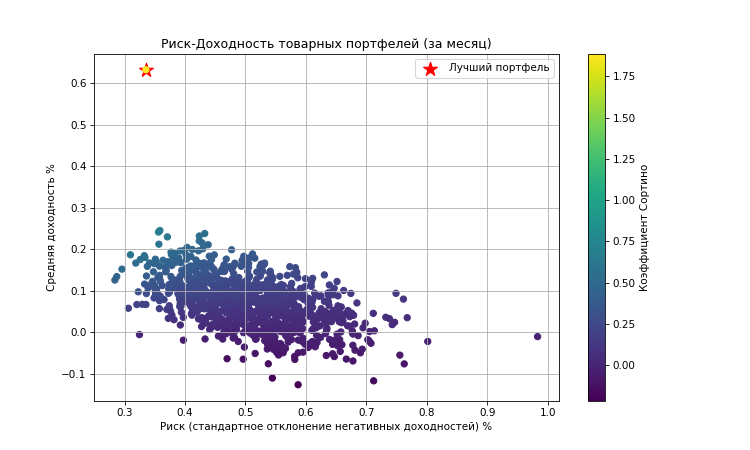 Риск-Доходность товарных портфелей (за месяц)
Лучший портфель
Средняя доходность %
0.6
0.5
0.4
0.3
0.2
0.1
0.0
−0.1
0.3 0.4 0.5 0.6 0.7 0.8 0.9 1.0
Риск (стандартное отклонение негативных доходностей) %
1.75
1.50
1.25
1.00
0.75
0.50
0.25
0.00
Коэффициент Сортино